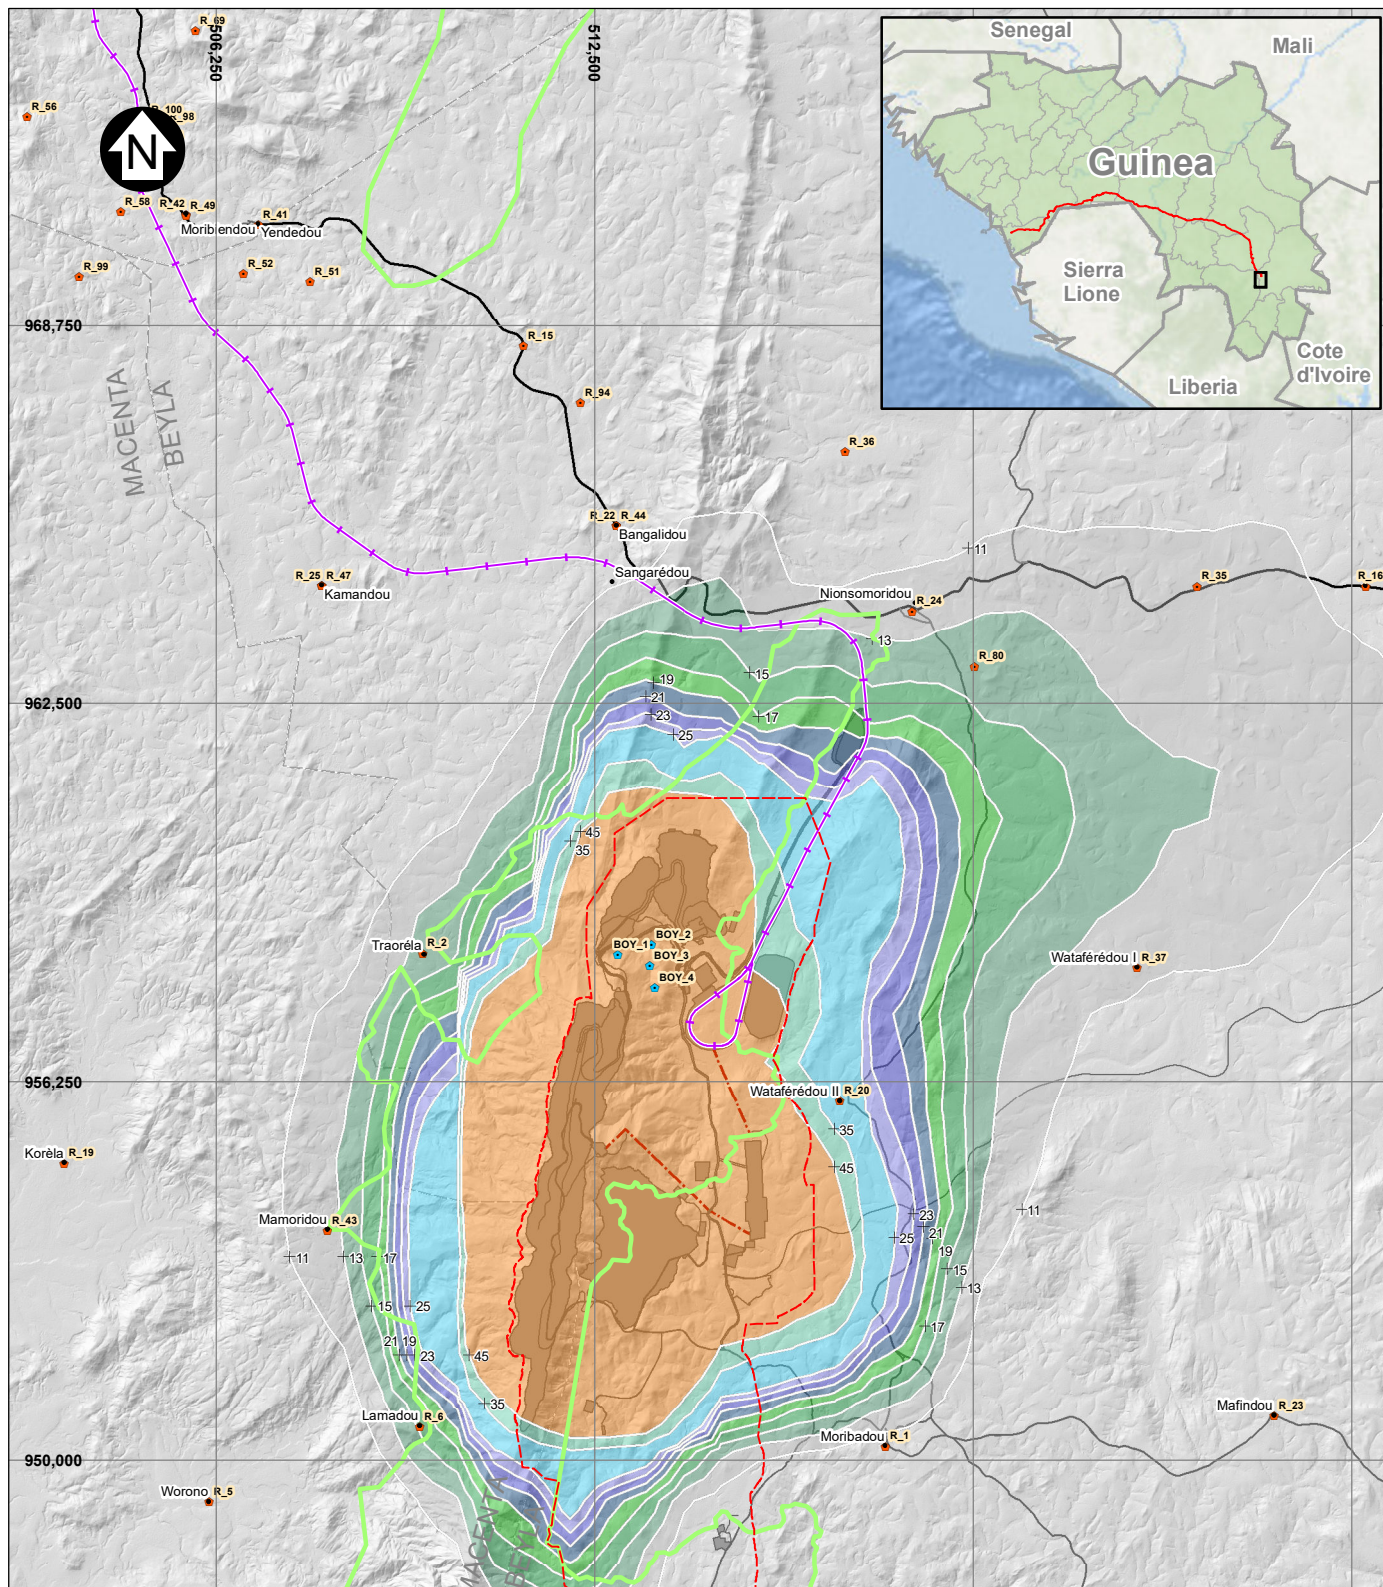 R_69
506,250
512,500
R_56
R_100
R_98
N
R_58
R_42
R_49
R_41
Moribiendou
Yendedou
R_99
R_52
R_51
968,750
R_15
R_94
MACENTA
BEYLA
R_36
R_22
R_44
Bangalidou
11
Sangarédou
R_25
R_47
Kamandou
Nionsomoridou
R_24
R_35
R_16
13
R_80
15
19
962,500
21
23
17
25
45
35
Traoréla
R_2
BOY_1
BOY_2
BOY_3
BOY_4
Wataférédou I
R_37
956,250
Wataférédou II
R_20
35
45
Korèla
R_19
Mamoridou
R_43
11
13
17
11
23
21
25
19
15
13
15
25
17
21
19
23
45
35
Lamadou
R_6
Mafindou
R_23
Moribadou
R_1
950,000
Worono
R_5
MACENTA
BEYL
Senegal
Mali
Guinea
Sierra
Lione
Liberia
Cote
d'Ivoire